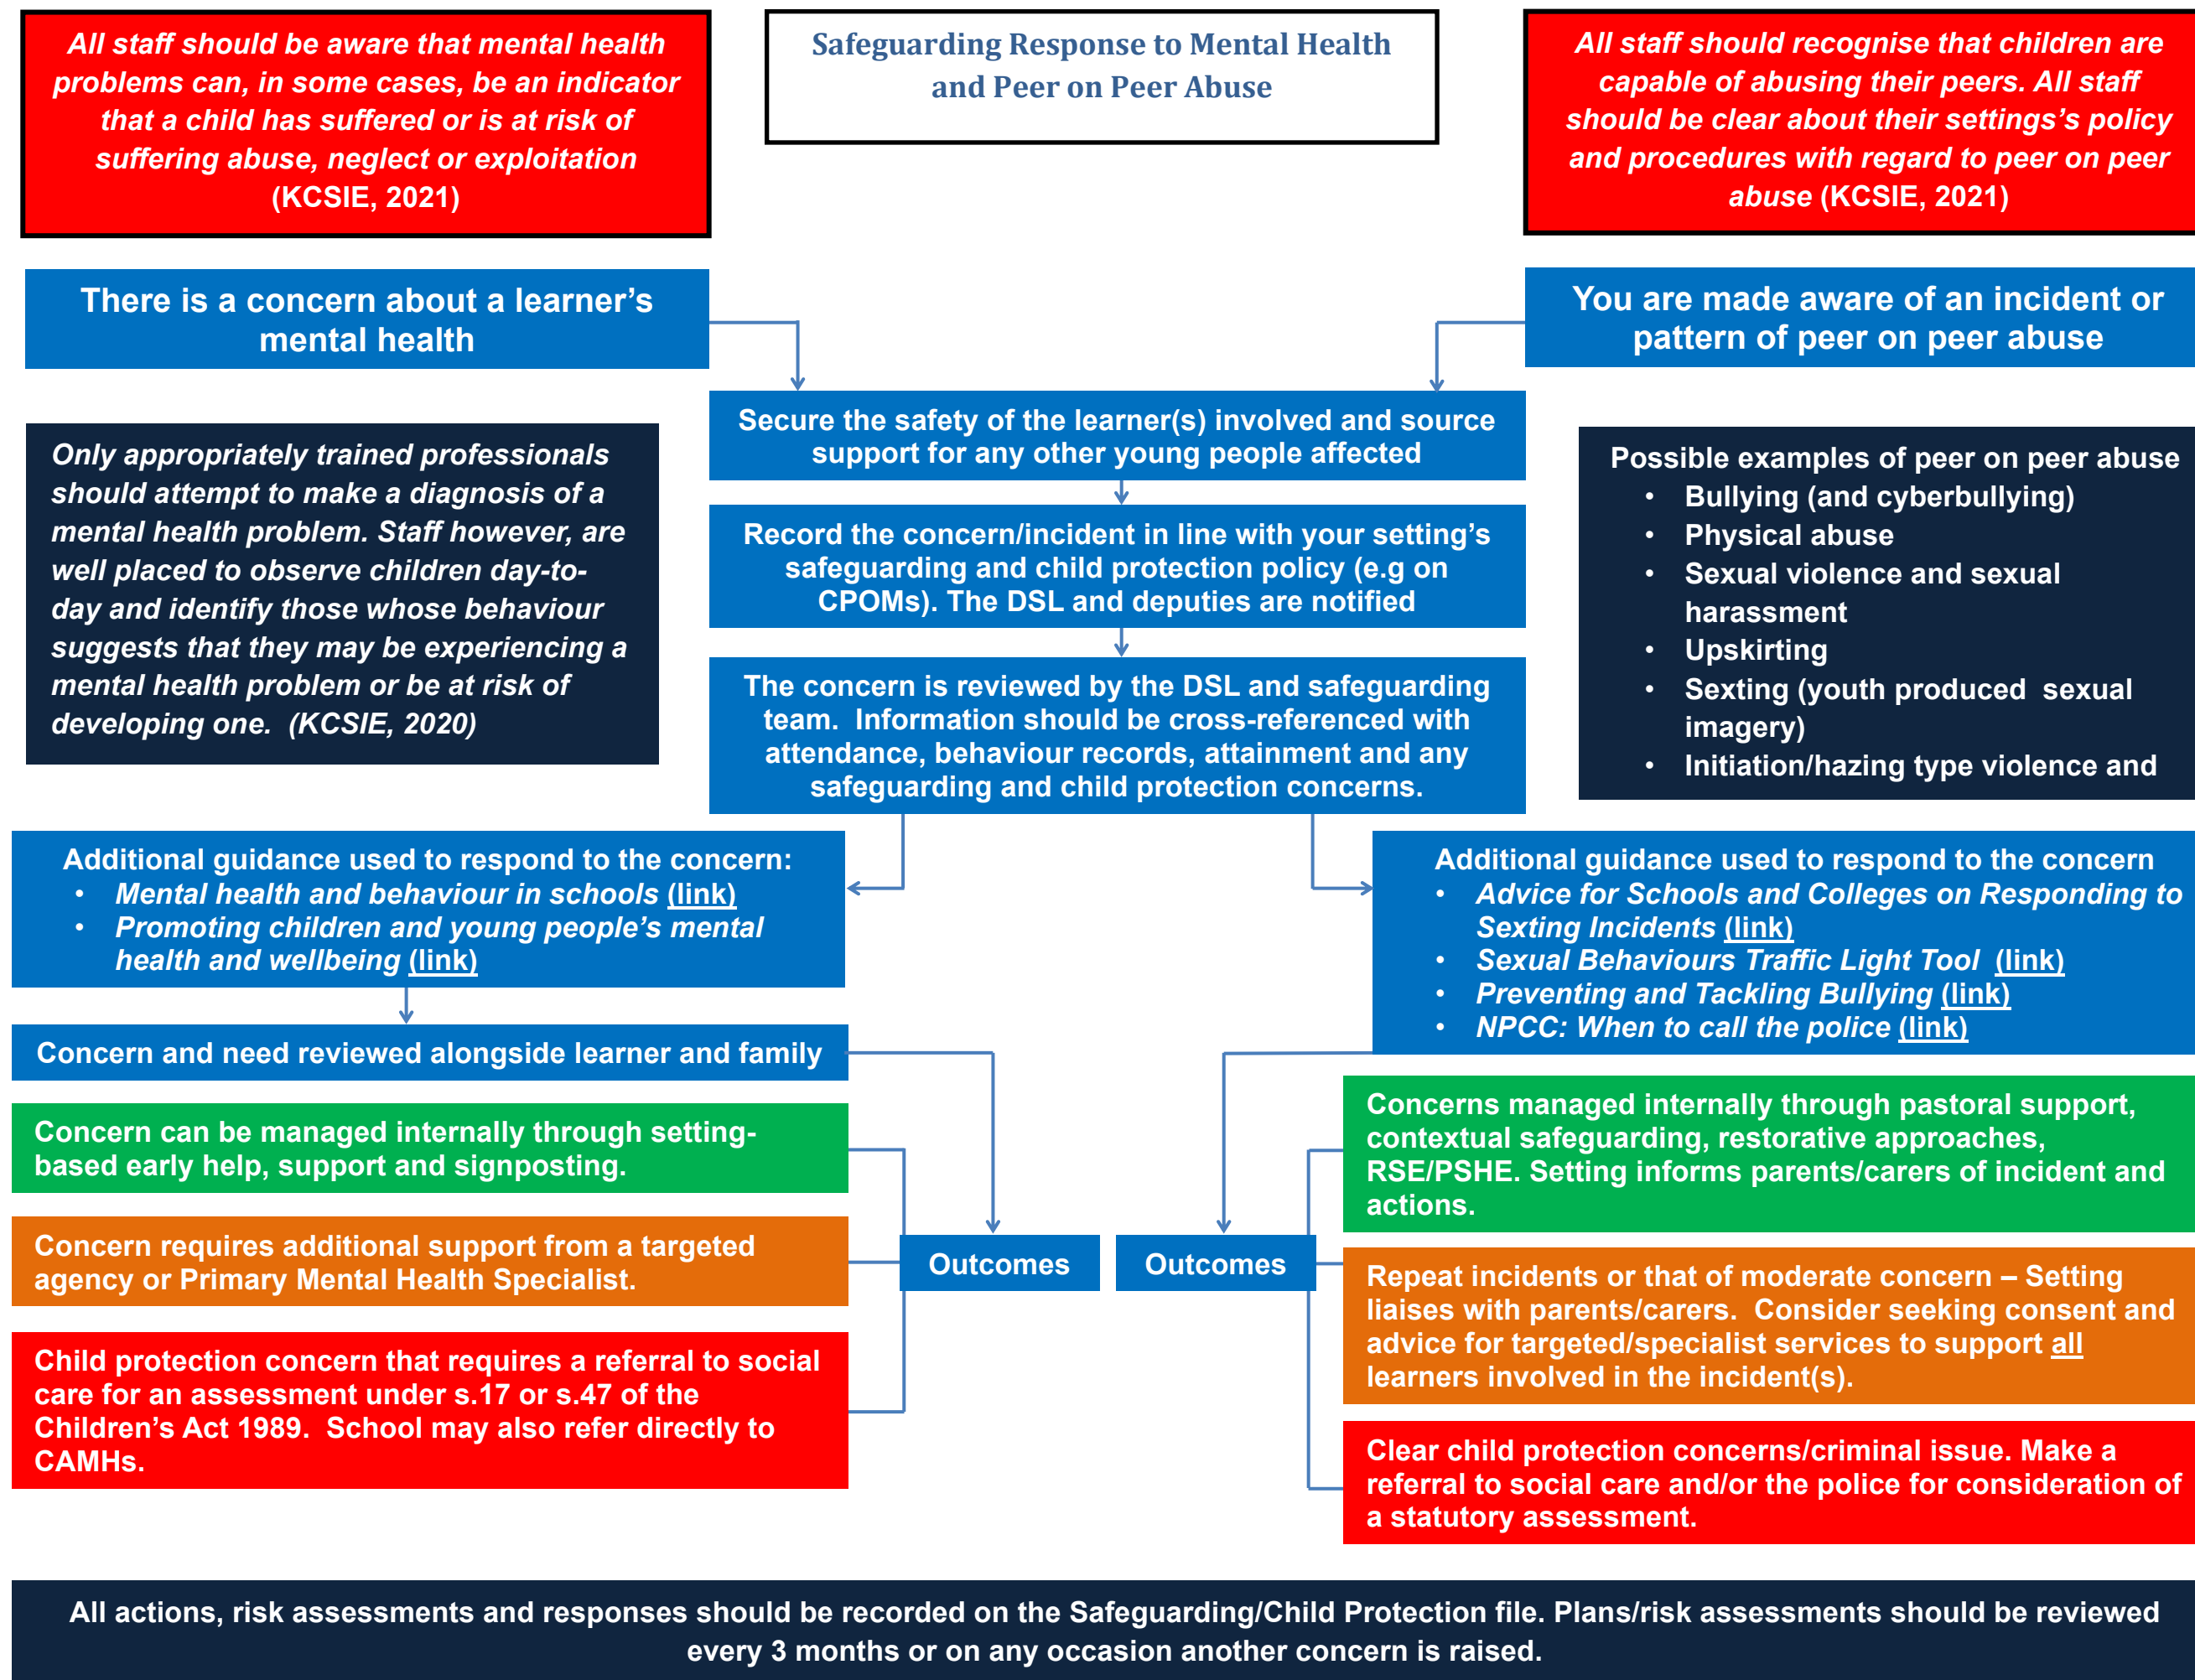 All staff should be aware that mental health
problems can, in some cases, be an indicator
that a child has suffered or is at risk of
suffering abuse, neglect or exploitation
(KCSIE, 2021)
Safeguarding Response to Mental Health
and Peer on Peer Abuse
All staff should recognise that children are
capable of abusing their peers. All staff
should be clear about their settings's policy
and procedures with regard to peer on peer
abuse (KCSIE, 2021)
There is a concern about a learner’s
mental health
You are made aware of an incident or
pattern of peer on peer abuse
Secure the safety of the learner(s) involved and source
support for any other young people affected
Only appropriately trained professionals
should attempt to make a diagnosis of a
mental health problem. Staff however, are
well placed to observe children day-to-
day and identify those whose behaviour
suggests that they may be experiencing a
mental health problem or be at risk of
developing one.  (KCSIE, 2020)
Record the concern/incident in line with your setting’s
safeguarding and child protection policy (e.g on
CPOMs). The DSL and deputies are notified
The concern is reviewed by the DSL and safeguarding
team.  Information should be cross-referenced with
attendance, behaviour records, attainment and any
safeguarding and child protection concerns.
Possible examples of peer on peer abuse
• Bullying (and cyberbullying)
• Physical abuse
• Sexual violence and sexual
harassment
• Upskirting
• Sexting (youth produced  sexual
imagery)
• Initiation/hazing type violence and
Additional guidance used to respond to the concern:
• Mental health and behaviour in schools (link)
• Promoting children and young people’s mental
health and wellbeing (link)
Additional guidance used to respond to the concern
• Advice for Schools and Colleges on Responding to
Sexting Incidents (link)
• Sexual Behaviours Traffic Light Tool  (link)
• Preventing and Tackling Bullying (link)
• NPCC: When to call the police (link)
Concern and need reviewed alongside learner and family
Concern can be managed internally through setting-
based early help, support and signposting.
Concern requires additional support from a targeted
agency or Primary Mental Health Specialist.
Child protection concern that requires a referral to social
care for an assessment under s.17 or s.47 of the
Children’s Act 1989.  School may also refer directly to
CAMHs.
Outcomes
Outcomes
Concerns managed internally through pastoral support,
contextual safeguarding, restorative approaches,
RSE/PSHE. Setting informs parents/carers of incident and
actions.
Repeat incidents or that of moderate concern – Setting
liaises with parents/carers.  Consider seeking consent and
advice for targeted/specialist services to support all
learners involved in the incident(s).
Clear child protection concerns/criminal issue. Make a
referral to social care and/or the police for consideration of
a statutory assessment.
All actions, risk assessments and responses should be recorded on the Safeguarding/Child Protection file. Plans/risk assessments should be reviewed
every 3 months or on any occasion another concern is raised.